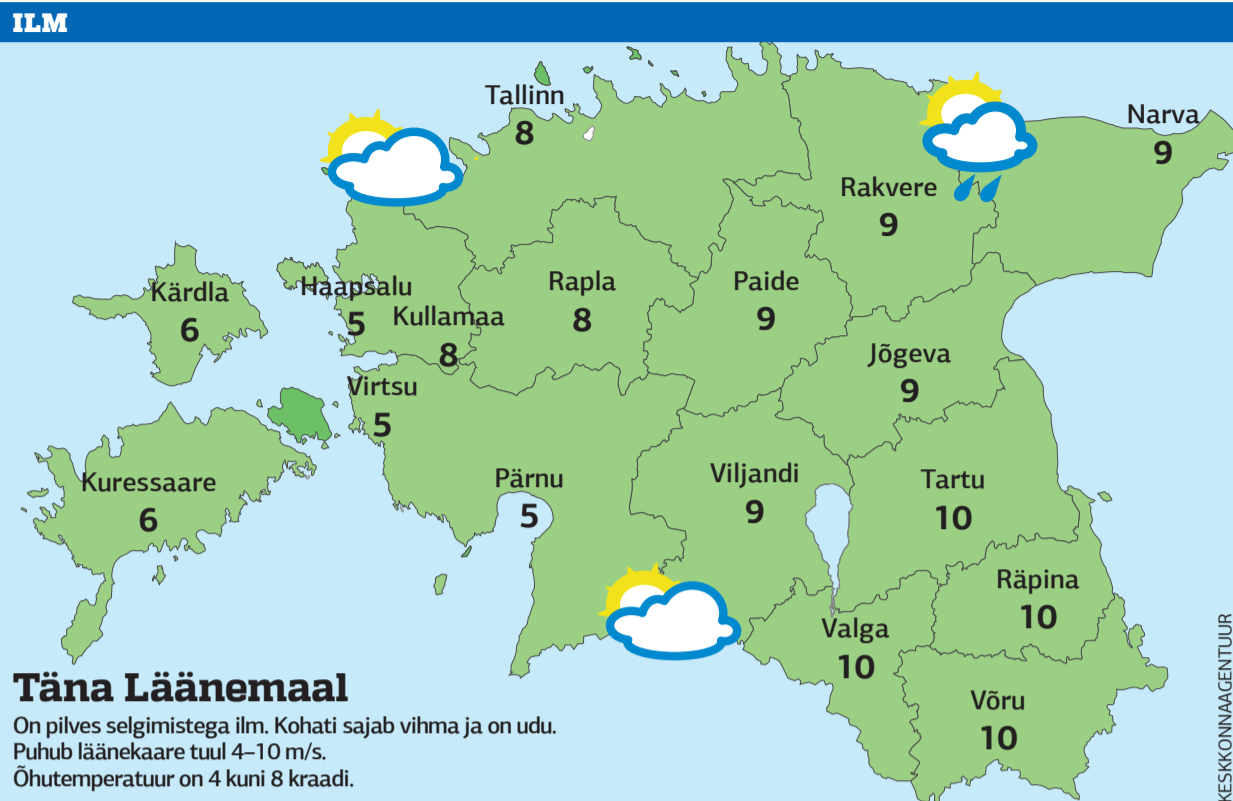 ILM
Tallinn
8
Narva
9
Rakvere
9
Kärdla
6
Haapsalu
5
Kullamaa
8
Rapla
8
Paide
9
Jõgeva
9
Virtsu
5
Kuressaare
6
Pärnu
5
Viljandi
9
Tartu
10
Räpina
10
Valga
10
Võru
10
Täna Läänemaal
On pilves selgimistega ilm. Kohati sajab vihma ja on udu.
Puhub läänekaare tuul 4–10 m/s.
Õhutemperatuur on 4 kuni 8 kraadi.
KESKKONNAAGENTUUR